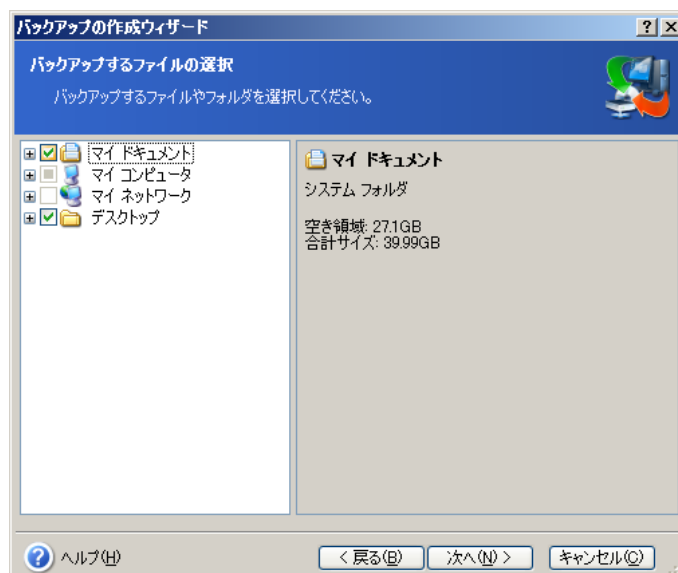 バックアップの作成ウィザード
バックアップするファイルの選択
バックアップするファイルやフォルダを選択してください。
マイ ドキュメント
マイ コンピュータ
マイ ネットワーク
デスクトップ
マイ ドキュメント
システム フォルダ
空き領域: 27.1GB
合計サイズ: 39.99GB
ヘルプ(H)
< 戻る(B)
次へ(N) >
キャンセル(C)